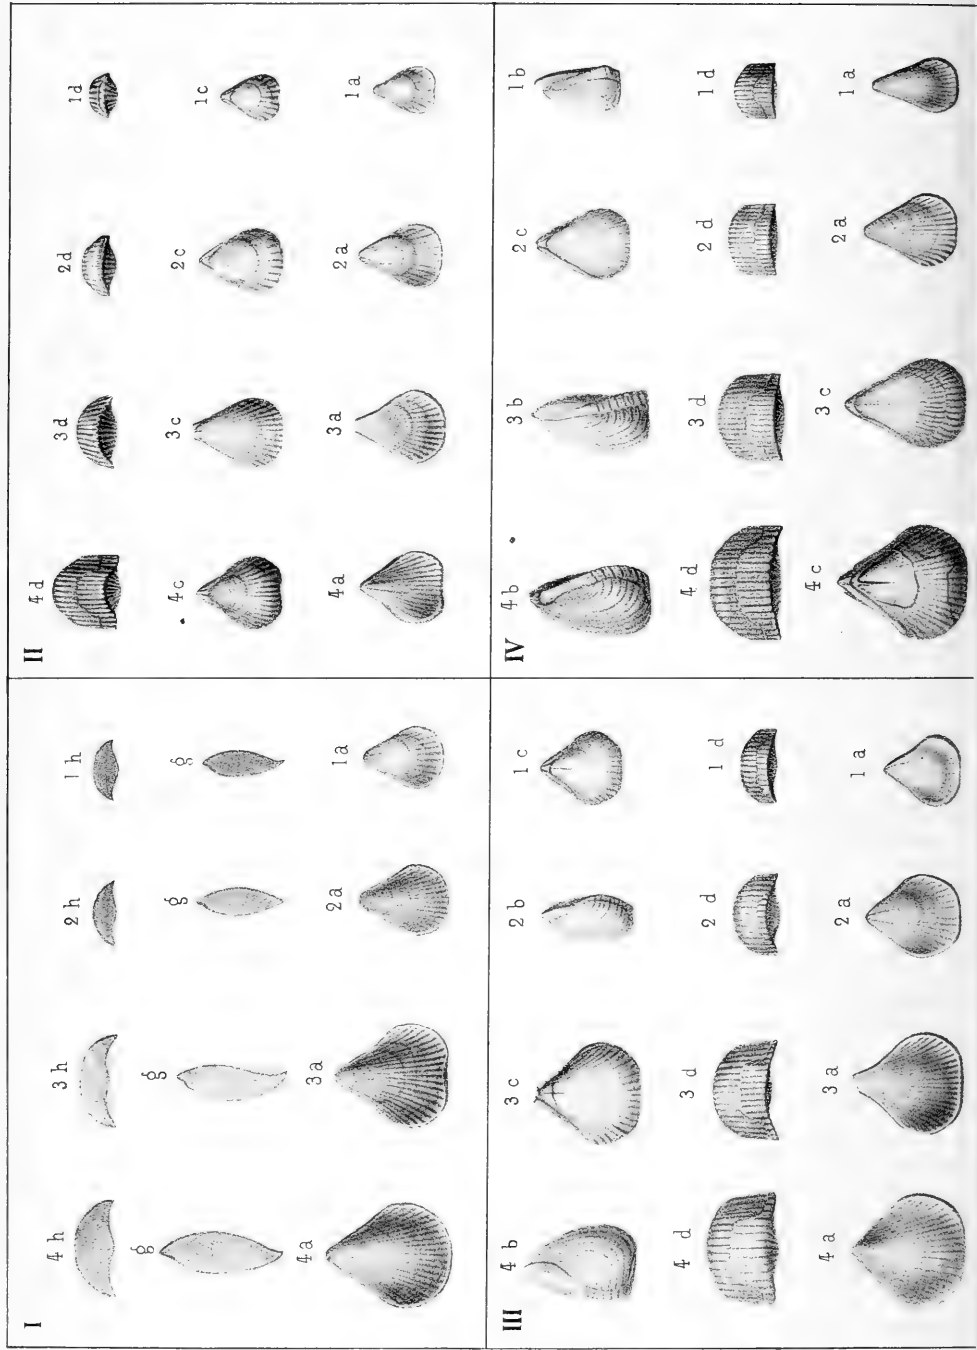 I
4 h 3 h 2 h 1 h
g g g g
4 a 3 a 2 a 1 a
II
4 d 3 d 2 d 1 d
4 c 3 c 2 c 1 c
4 a 3 a 2 a 1 a
III
4 b 3 c 2 b 1 c
4 d 3 d 2 d 1 d
4 a 3 a 2 a 1 a
IV
4 b 3 b 2 c 1 b
4 d 3 d 2 d 1 d
4 c 3 c 2 a 1 a